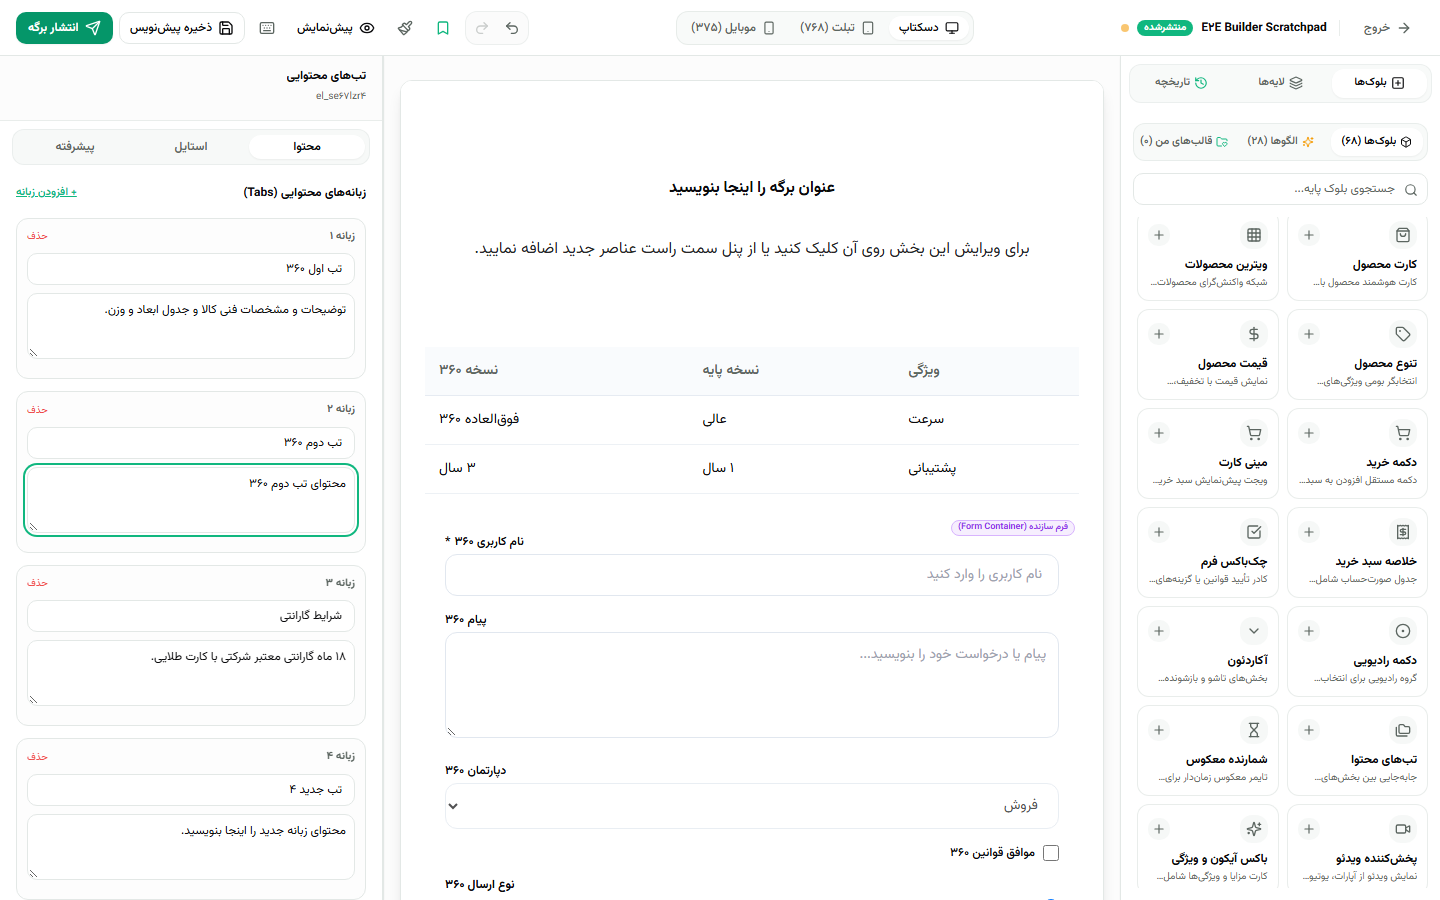 خروج
E2E Builder Scratchpad
منتشرشده
دسکتاپ
تبلت (۷۶۸)
موبایل (۳۷۵)
پیش‌نمایش
ذخیره پیش‌نویس
انتشار برگه
بلوک‌ها
لایه‌ها
تاریخچه
بلوک‌ها (۶۸)
الگوها (۲۸)
قالب‌های من (۰)
جستجوی بلوک پایه...
کارت محصول
کارت هوشمند محصول با...
ویترین محصولات
شبکه واکنش‌گرای محصولات...
تنوع محصول
انتخابگر بومی ویژگی‌های...
قیمت محصول
نمایش قیمت با تخفیف،...
دکمه خرید
دکمه مستقل افزودن به سبد...
مینی کارت
ویجت پیش‌نمایش سبد خرید...
خلاصه سبد خرید
جدول صورت‌حساب شامل...
چک‌باکس فرم
کادر تأیید قوانین یا گزینه‌های...
دکمه رادیویی
گروه رادیویی برای انتخاب...
آکاردئون
بخش‌های تاشو و بازشونده...
تب‌های محتوا
جابه‌جایی بین بخش‌های...
شمارنده معکوس
تایمر معکوس زمان‌دار برای...
پخش‌کننده ویدئو
نمایش ویدئو از آپارات، یوتیو...
باکس آیکون و ویژگی
کارت مزایا و ویژگی‌ها شامل...
عنوان برگه را اینجا بنویسید
برای ویرایش این بخش روی آن کلیک کنید یا از پنل سمت راست عناصر جدید اضافه نمایید.
ویژگی
نسخه پایه
نسخه ۳۶۰
سرعت
عالی
فوق‌العاده ۳۶۰
پشتیبانی
۱ سال
۳ سال
فرم سازنده (Form Container)
نام کاربری ۳۶۰ *
نام کاربری را وارد کنید
پیام ۳۶۰
پیام یا درخواست خود را بنویسید...
دپارتمان ۳۶۰
فروش
موافق قوانین ۳۶۰
نوع ارسال ۳۶۰
تب‌های محتوایی
el_se۶۷lzr۴
محتوا
استایل
پیشرفته
زبانه‌های محتوایی (Tabs)
+ افزودن زبانه
زبانه ۱
حذف
تب اول ۳۶۰
توضیحات و مشخصات فنی کالا و جدول ابعاد و وزن.
زبانه ۲
حذف
تب دوم ۳۶۰
محتوای تب دوم ۳۶۰
زبانه ۳
حذف
شرایط گارانتی
۱۸ ماه گارانتی معتبر شرکتی با کارت طلایی.
زبانه ۴
حذف
تب جدید ۴
محتوای زبانه جدید را اینجا بنویسید.